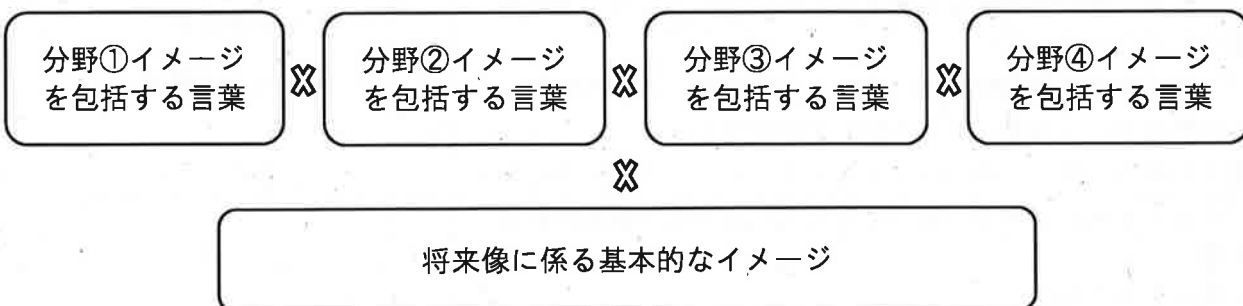 分野①イメージ
を包括する言葉
×
分野②イメージ
を包括する言葉
×
分野③イメージ
を包括する言葉
×
分野④イメージ
を包括する言葉
×
将来像に係る基本的なイメージ